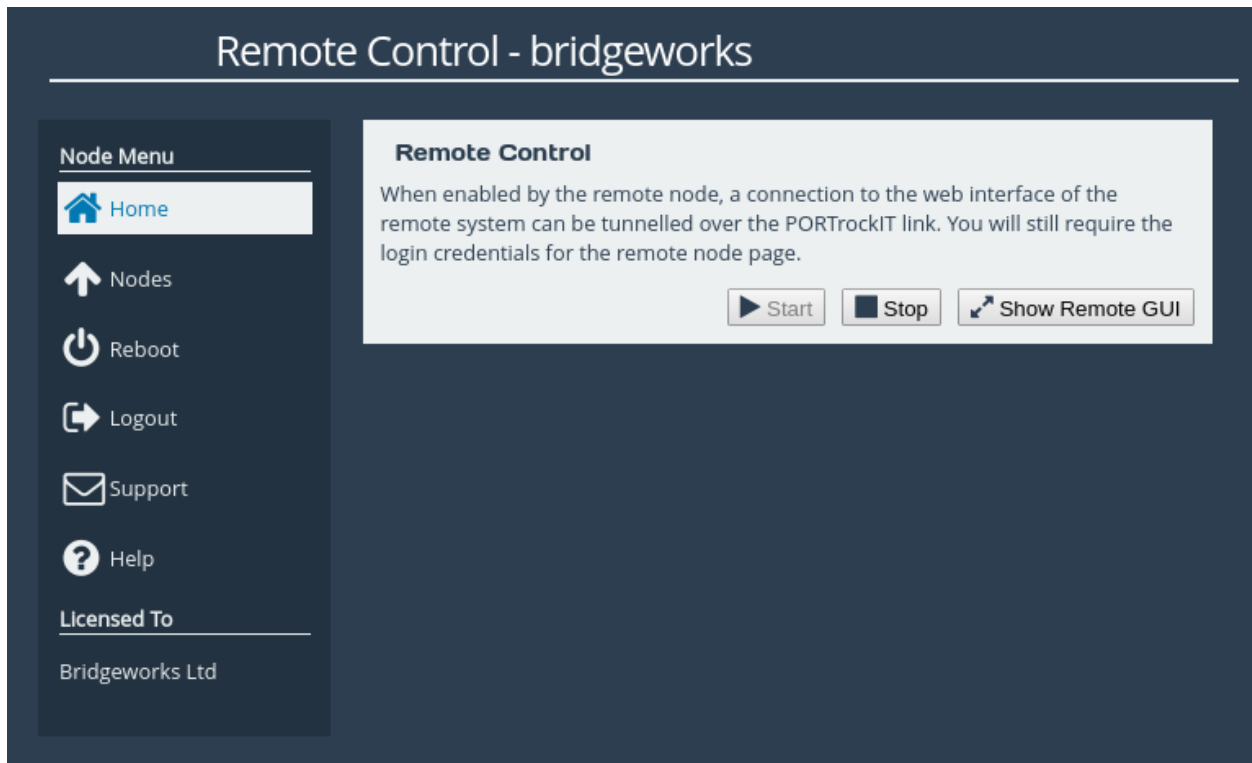 Remote Control - bridgeworks
Node Menu
Home
Nodes
Reboot
Logout
Support
Help
Licensed To
Bridgeworks Ltd
Remote Control
When enabled by the remote node, a connection to the web interface of the
remote system can be tunnelled over the PORTrockIT link. You will still require the
login credentials for the remote node page.
Start Stop Show Remote GUI